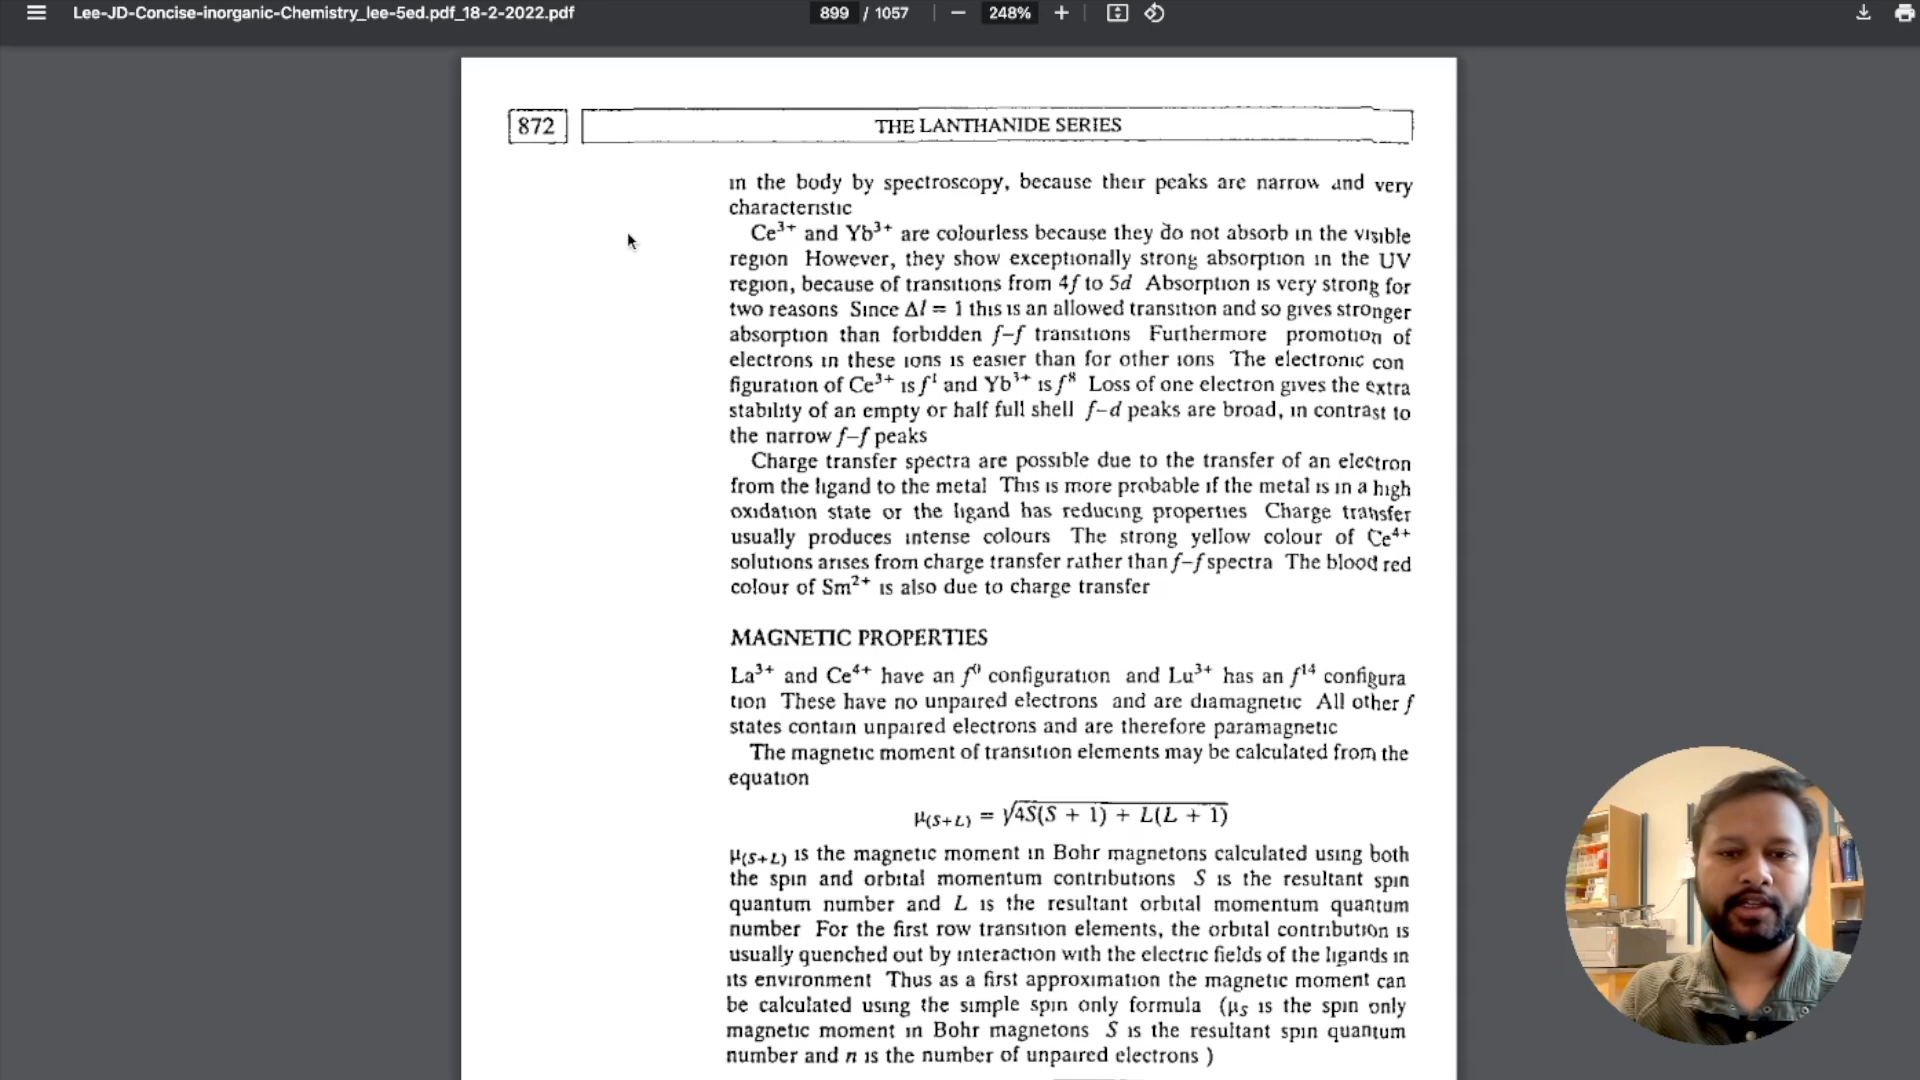 Lee-JD-Concise-inorganic-Chemistry_lee-5ed.pdf_18-2-2022.pdf
899 / 1057
248%
872
THE LANTHANIDE SERIES
in the body by spectroscopy, because their peaks are narrow and very
characteristic
Ce³⁺ and Yb³⁺ are colourless because they do not absorb in the visible
region However, they show exceptionally strong absorption in the UV
region, because of transitions from 4f to 5d Absorption is very strong for
two reasons Since Δl = 1 this is an allowed transition and so gives stronger
absorption than forbidden f–f transitions Furthermore promotion of
electrons in these ions is easier than for other ions The electronic con
figuration of Ce³⁺ is f¹ and Yb³⁺ is f⁸ Loss of one electron gives the extra
stability of an empty or half full shell f–d peaks are broad, in contrast to
the narrow f–f peaks
Charge transfer spectra are possible due to the transfer of an electron
from the ligand to the metal This is more probable if the metal is in a high
oxidation state or the ligand has reducing properties Charge transfer
usually produces intense colours The strong yellow colour of Ce⁴⁺
solutions arises from charge transfer rather than f–f spectra The blood red
colour of Sm²⁺ is also due to charge transfer
MAGNETIC PROPERTIES
La³⁺ and Ce⁴⁺ have an f⁰ configuration and Lu³⁺ has an f¹⁴ configura
tion These have no unpaired electrons and are diamagnetic All other f
states contain unpaired electrons and are therefore paramagnetic
The magnetic moment of transition elements may be calculated from the
equation
μ(S+L) = √4S(S + 1) + L(L + 1)
μ(S+L) is the magnetic moment in Bohr magnetons calculated using both
the spin and orbital momentum contributions S is the resultant spin
quantum number and L is the resultant orbital momentum quantum
number For the first row transition elements, the orbital contribution is
usually quenched out by interaction with the electric fields of the ligands in
its environment Thus as a first approximation the magnetic moment can
be calculated using the simple spin only formula (μS is the spin only
magnetic moment in Bohr magnetons S is the resultant spin quantum
number and n is the number of unpaired electrons )